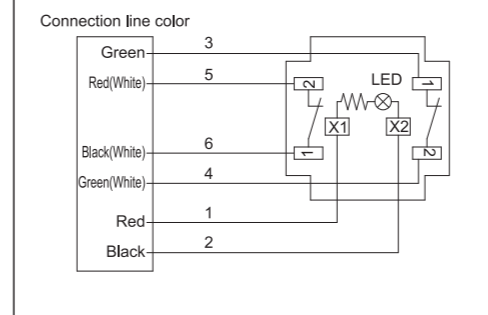 Connection line color
Green 3
Red(White) 5
2 LED 1
X1 X2
Black(White) 6
1 2
Green(White) 4
Red 1
Black 2